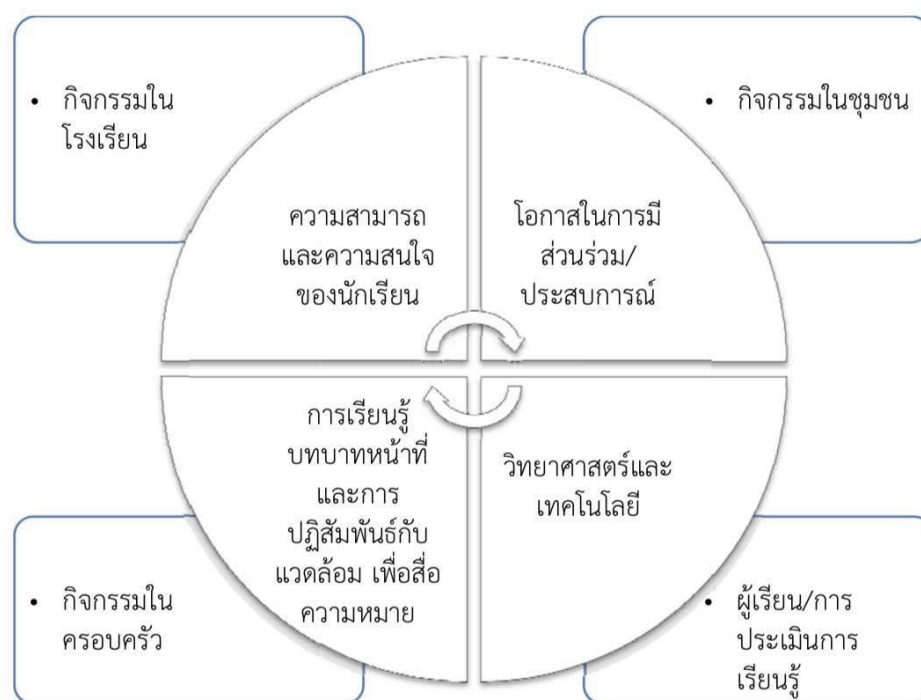 • กิจกรรมใน
โรงเรียน
• กิจกรรมในชุมชน
ความสามารถ
และความสนใจ
ของนักเรียน
โอกาสในการมี
ส่วนร่วม/
ประสบการณ์
การเรียนรู้
บทบาทหน้าที่
และการ
ปฏิสัมพันธ์กับ
แวดล้อม เพื่อสื่อ
ความหมาย
วิทยาศาสตร์และ
เทคโนโลยี
• กิจกรรมใน
ครอบครัว
• ผู้เรียน/การ
ประเมินการ
เรียนรู้